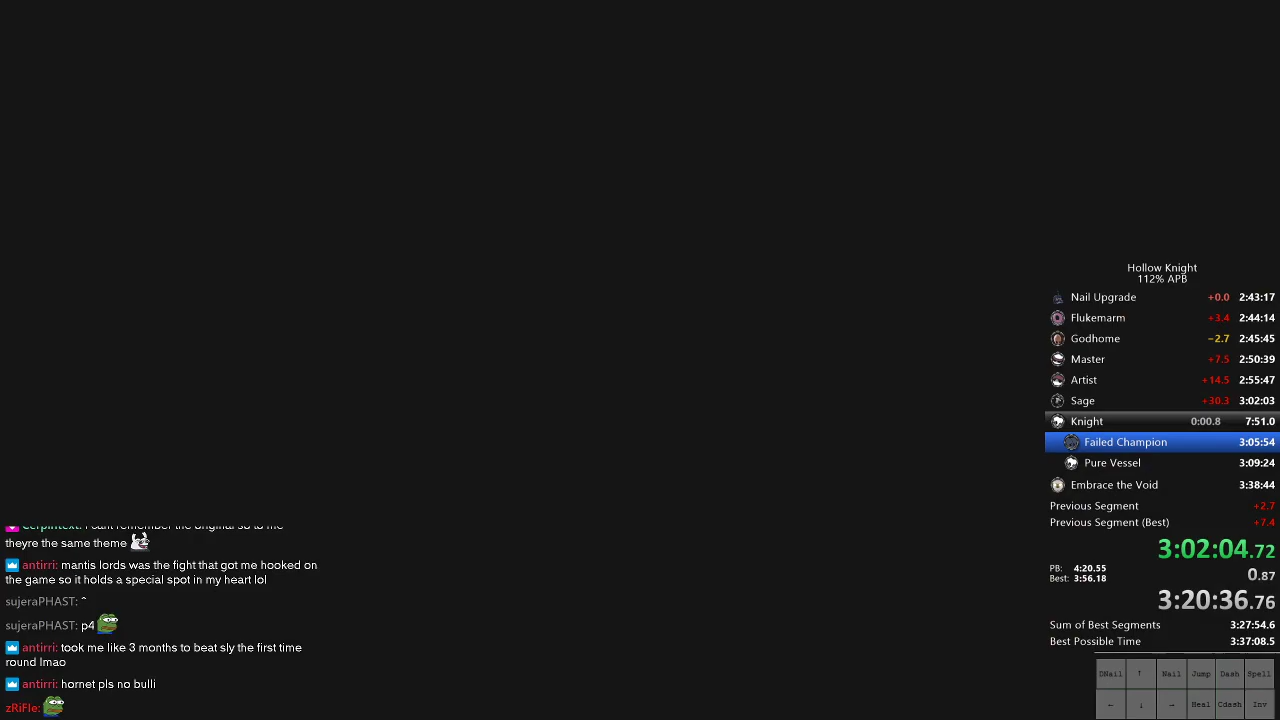 Hollow Knight
112% APB
Nail Upgrade +0.0 2:43:17
Flukemarm +3.4 2:44:14
Godhome −2.7 2:45:45
Master +7.5 2:50:39
Artist +14.5 2:55:47
Sage +30.3 3:02:03
Knight 0:00.8 7:51.0
Failed Champion 3:05:54
Pure Vessel 3:09:24
Embrace the Void 3:38:44
Previous Segment +2.7
Previous Segment (Best) +7.4
3:02:04.72
PB: 4:20.55
Best: 3:56.18
0.87
3:20:36.76
Sum of Best Segments 3:27:54.6
Best Possible Time 3:37:08.5
DNail ↑ Nail Jump Dash Spell
← ↓ → Heal Cdash Inv
theyre the same theme
antirri: mantis lords was the fight that got me hooked on
the game so it holds a special spot in my heart lol
sujeraPHAST: ^
sujeraPHAST: p4
antirri: took me like 3 months to beat sly the first time
round lmao
antirri: hornet pls no bulli
zRiFle: